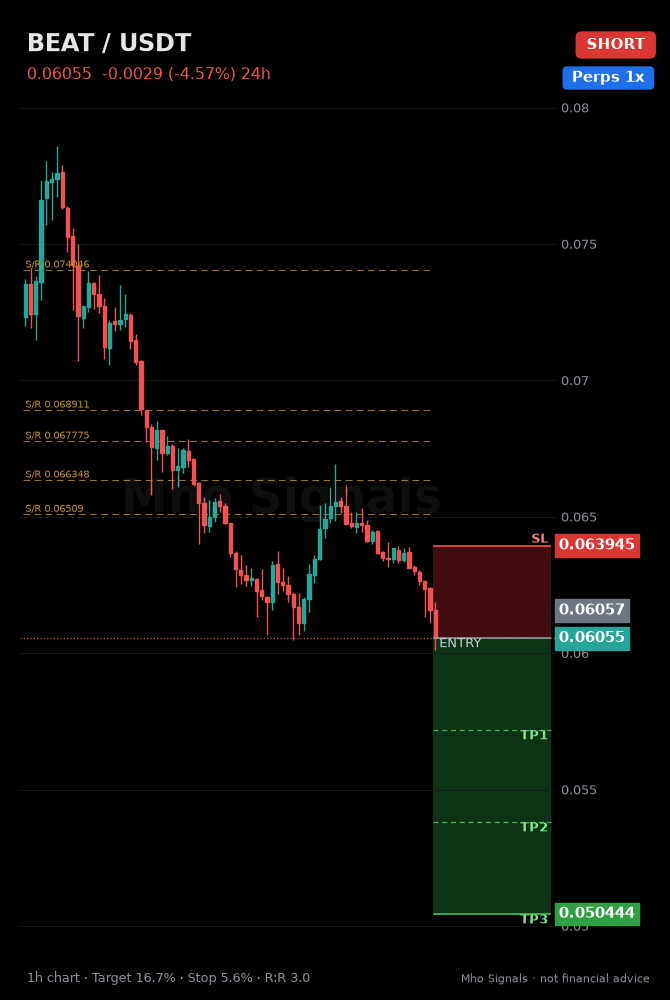 BEAT / USDT
SHORT
0.06055 -0.0029 (-4.57%) 24h
Perps 1x
0.08
0.075
S/R 0.074046
0.07
S/R 0.068911
S/R 0.067775
S/R 0.066348
Mho Signals
S/R 0.06509
0.065
SL
0.063945
0.06057
0.06055
ENTRY
0.06
TP1
0.055
TP2
TP3
0.050444
0.05
1h chart · Target 16.7% · Stop 5.6% · R:R 3.0
Mho Signals · not financial advice